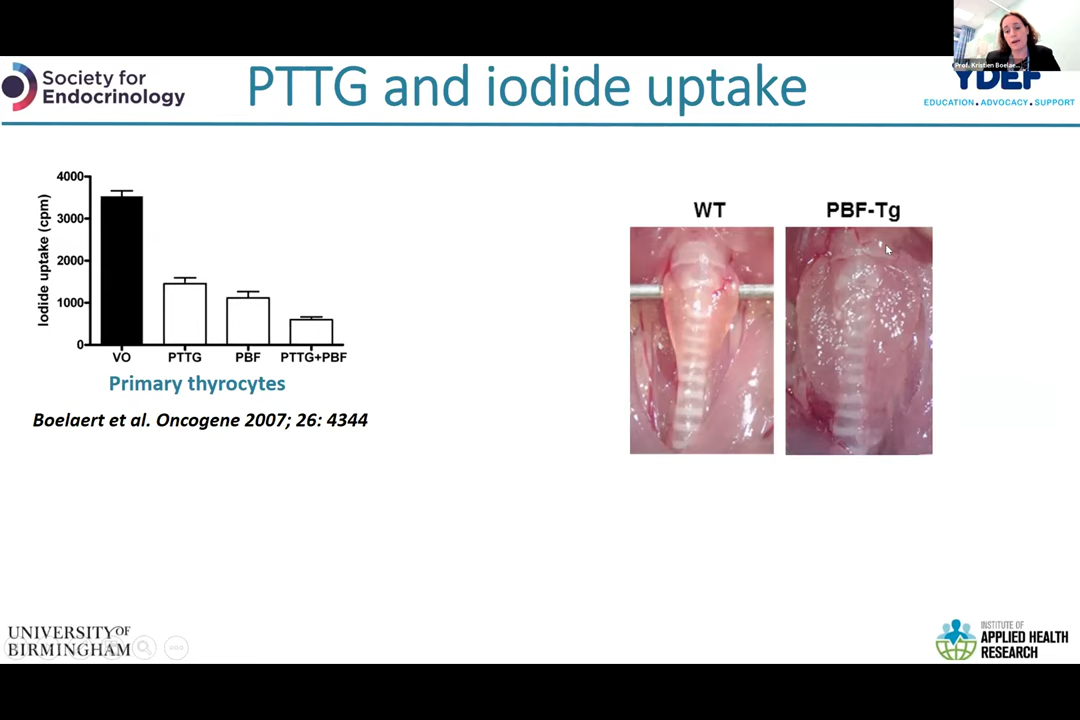 Prof. Kristien Boelae...
Society for
Endocrinology
PTTG and iodide uptake
YDEF
EDUCATION. ADVOCACY. SUPPORT
Iodide uptake (cpm)
4000
3000
2000
1000
0
VO PTTG PBF PTTG+PBF
Primary thyrocytes
Boelaert et al. Oncogene 2007; 26: 4344
WT PBF-Tg
UNIVERSITY OF
BIRMINGHAM
INSTITUTE OF
APPLIED HEALTH
RESEARCH